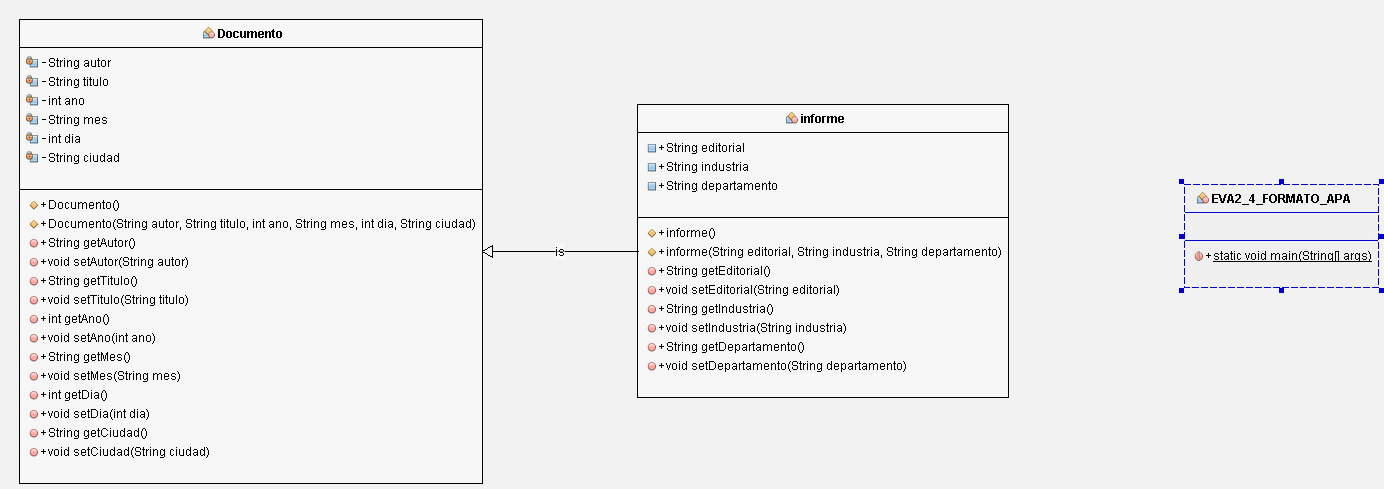 Documento
-String autor
-String titulo
-int ano
-String mes
-int dia
-String ciudad
+Documento()
+Documento(String autor, String titulo, int ano, String mes, int dia, String ciudad)
+String getAutor()
+void setAutor(String autor)
+String getTitulo()
+void setTitulo(String titulo)
+int getAno()
+void setAno(int ano)
+String getMes()
+void setMes(String mes)
+int getDia()
+void setDia(int dia)
+String getCiudad()
+void setCiudad(String ciudad)
is
informe
+String editorial
+String industria
+String departamento
+informe()
+informe(String editorial, String industria, String departamento)
+String getEditorial()
+void setEditorial(String editorial)
+String getIndustria()
+void setIndustria(String industria)
+String getDepartamento()
+void setDepartamento(String departamento)
EVA2_4_FORMATO_APA
+static void main(String[] args)